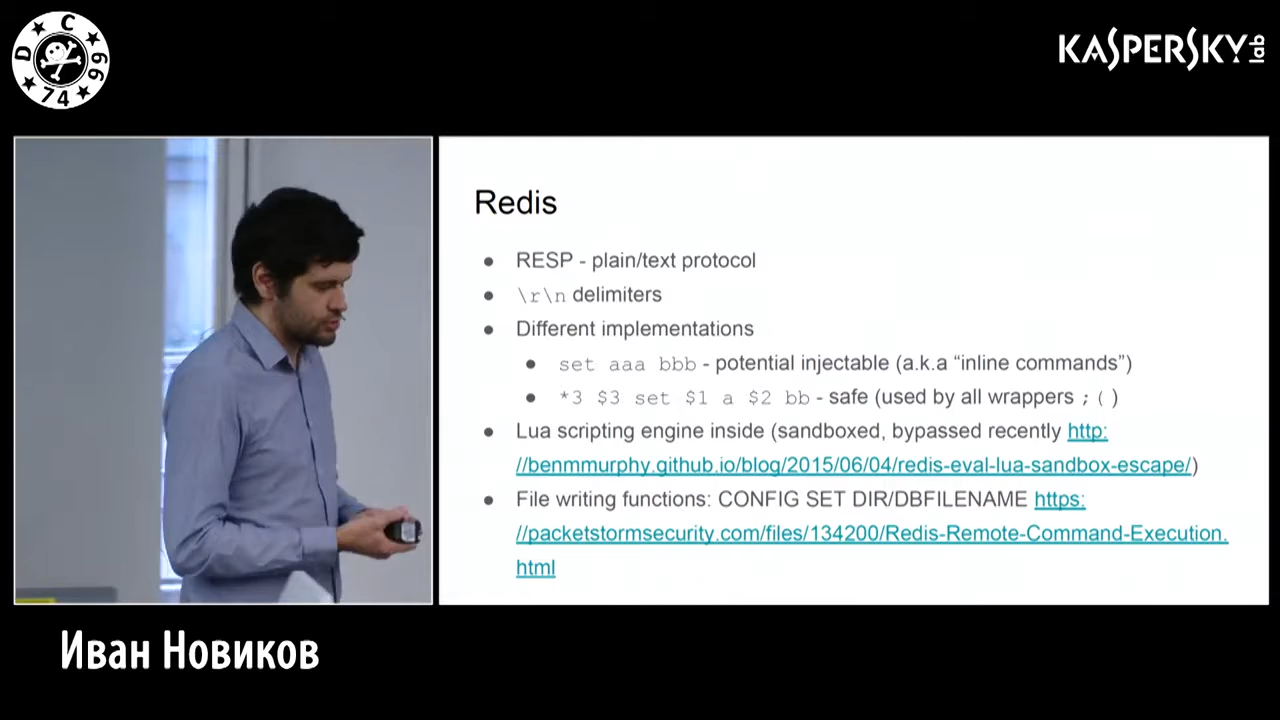 D C 7499
KASPERSKY lab
Redis
● RESP - plain/text protocol
● \r\n delimiters
● Different implementations
● set aaa bbb - potential injectable (a.k.a “inline commands”)
● *3 $3 set $1 a $2 bb - safe (used by all wrappers ;( )
● Lua scripting engine inside (sandboxed, bypassed recently http:
//benmmurphy.github.io/blog/2015/06/04/redis-eval-lua-sandbox-escape/)
● File writing functions: CONFIG SET DIR/DBFILENAME https:
//packetstormsecurity.com/files/134200/Redis-Remote-Command-Execution.
html
Иван Новиков